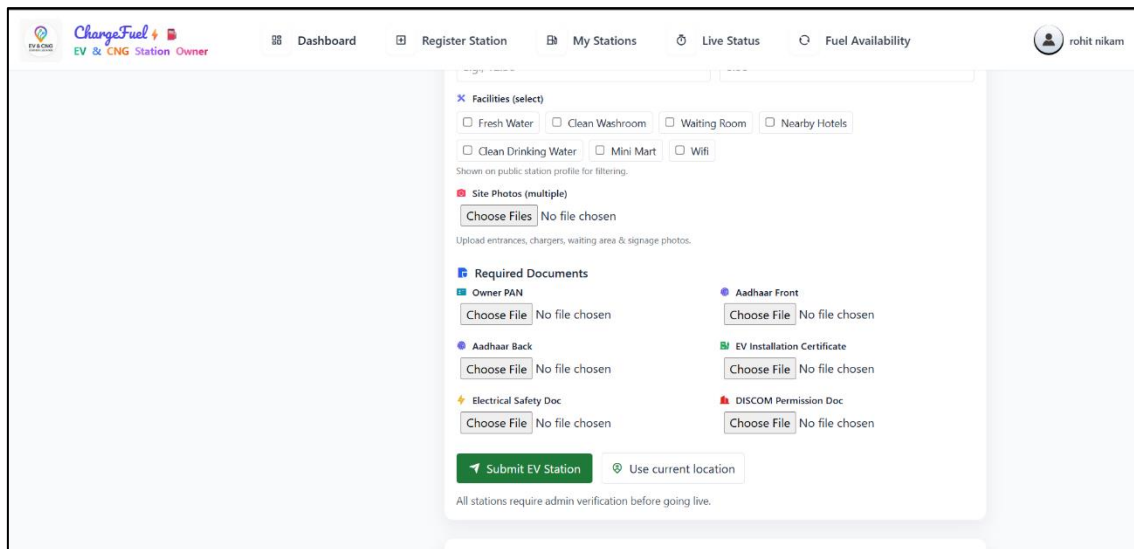 EV & CNG
ChargeFuel
EV & CNG Station Owner
Dashboard
Register Station
My Stations
Live Status
Fuel Availability
rohit nikam
Facilities (select)
Fresh Water
Clean Washroom
Waiting Room
Nearby Hotels
Clean Drinking Water
Mini Mart
Wifi
Shown on public station profile for filtering.
Site Photos (multiple)
Choose Files No file chosen
Upload entrances, chargers, waiting area & signage photos.
Required Documents
Owner PAN
Aadhaar Front
Choose File No file chosen
Choose File No file chosen
Aadhaar Back
EV Installation Certificate
Choose File No file chosen
Choose File No file chosen
Electrical Safety Doc
DISCOM Permission Doc
Choose File No file chosen
Choose File No file chosen
Submit EV Station
Use current location
All stations require admin verification before going live.